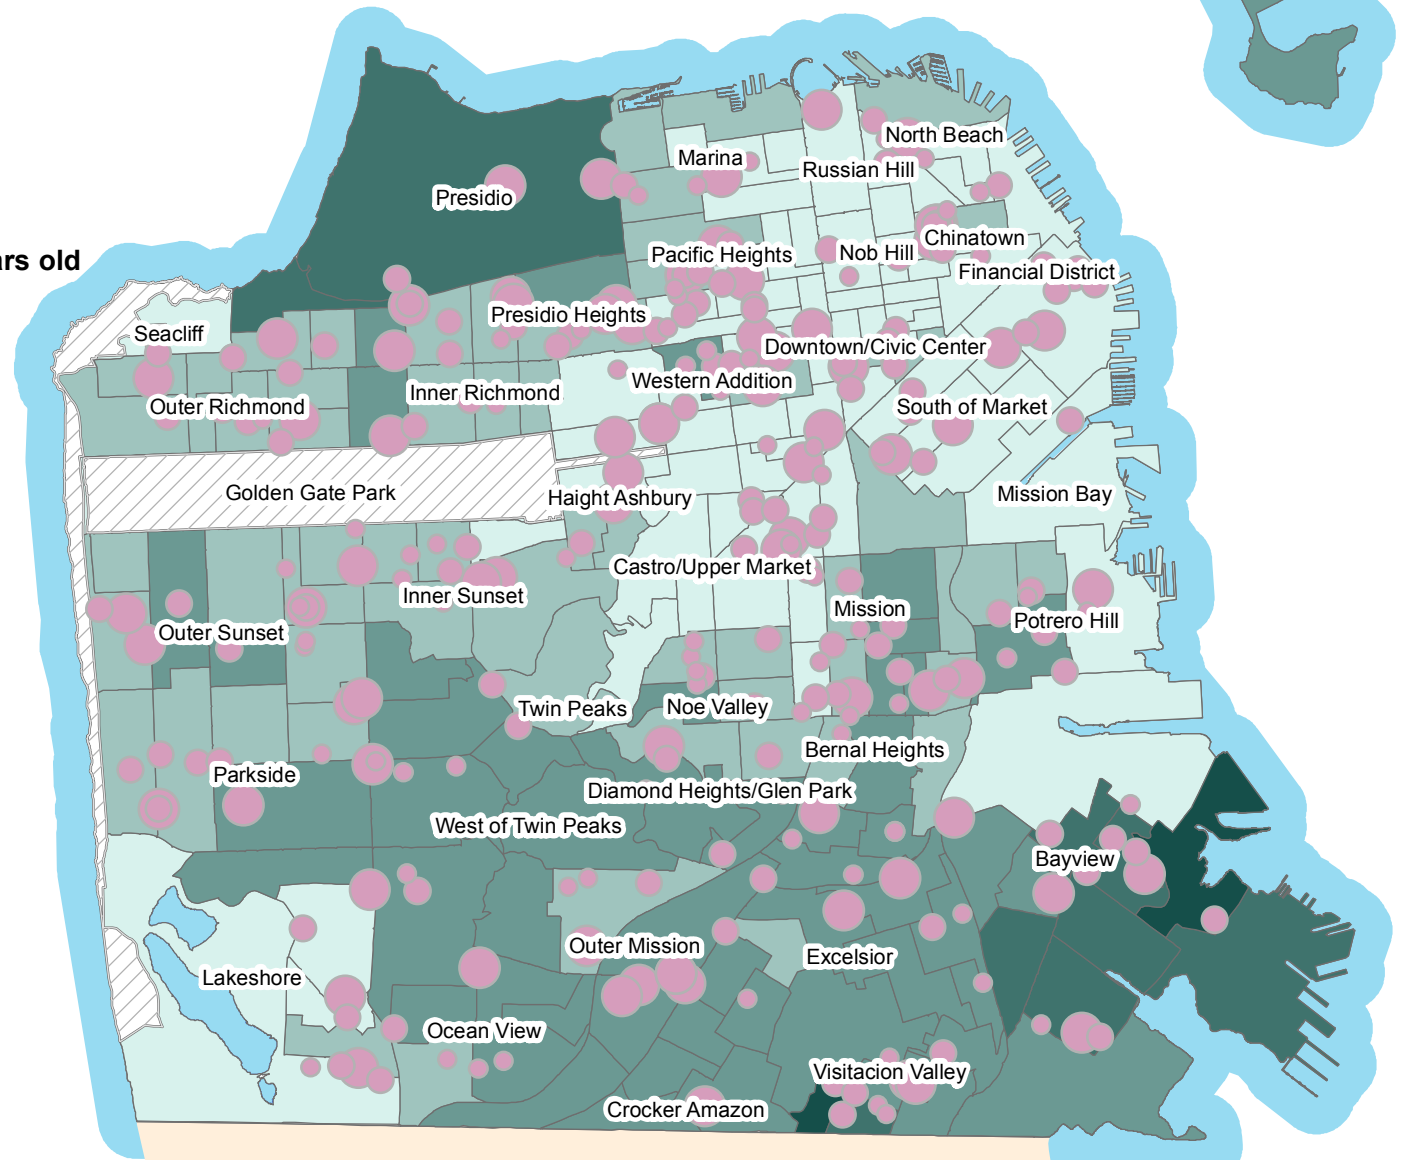 North Beach
Marina
Russian Hill
Presidio
Chinatown
Nob Hill
Pacific Heights
ars old
Financial District
Presidio Heights
Seacliff
Downtown/Civic Center
Western Addition
Inner Richmond
Outer Richmond
South of Market
Golden Gate Park
Mission Bay
Haight Ashbury
Castro/Upper Market
Inner Sunset
Mission
Potrero Hill
Outer Sunset
Noe Valley
Twin Peaks
Bernal Heights
Parkside
Diamond Heights/Glen Park
West of Twin Peaks
Bayview
Outer Mission
Excelsior
Lakeshore
Ocean View
Visitacion Valley
Crocker Amazon